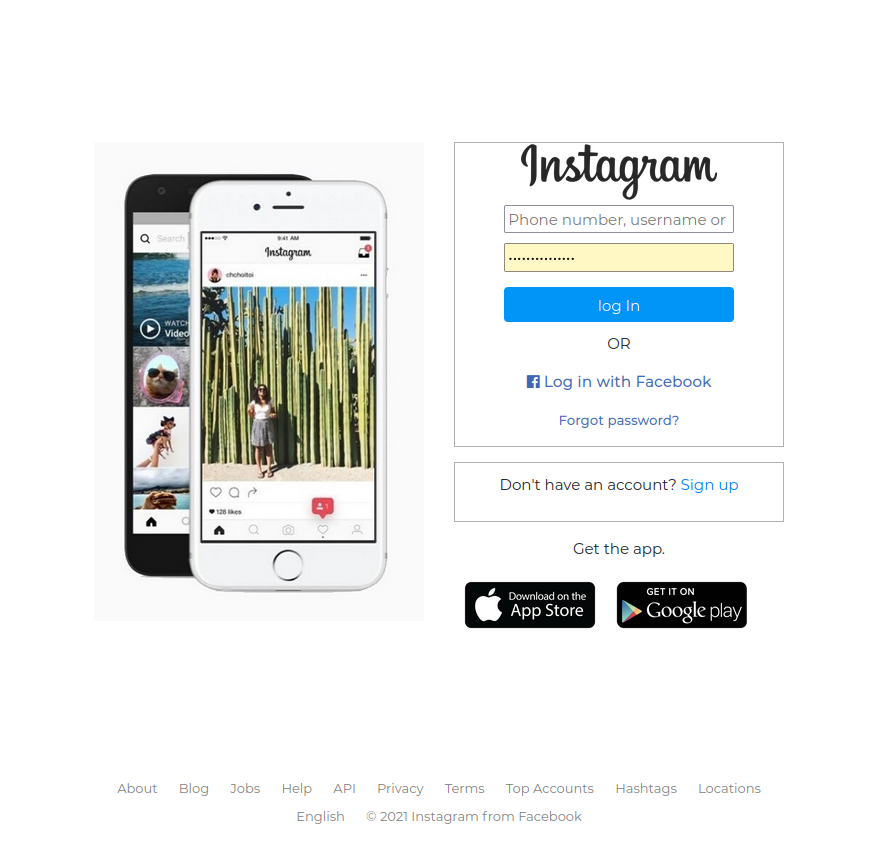 Instagram
Phone number, username or
•••••••••••••••
log In
OR
Log in with Facebook
Forgot password?
Don't have an account? Sign up
Get the app.
Download on the
App Store
GET IT ON
Google play
Search
WATCH
Video
9:41 AM
Instagram
chchoitoi
128 likes
1
About Blog Jobs Help API Privacy Terms Top Accounts Hashtags Locations
English © 2021 Instagram from Facebook